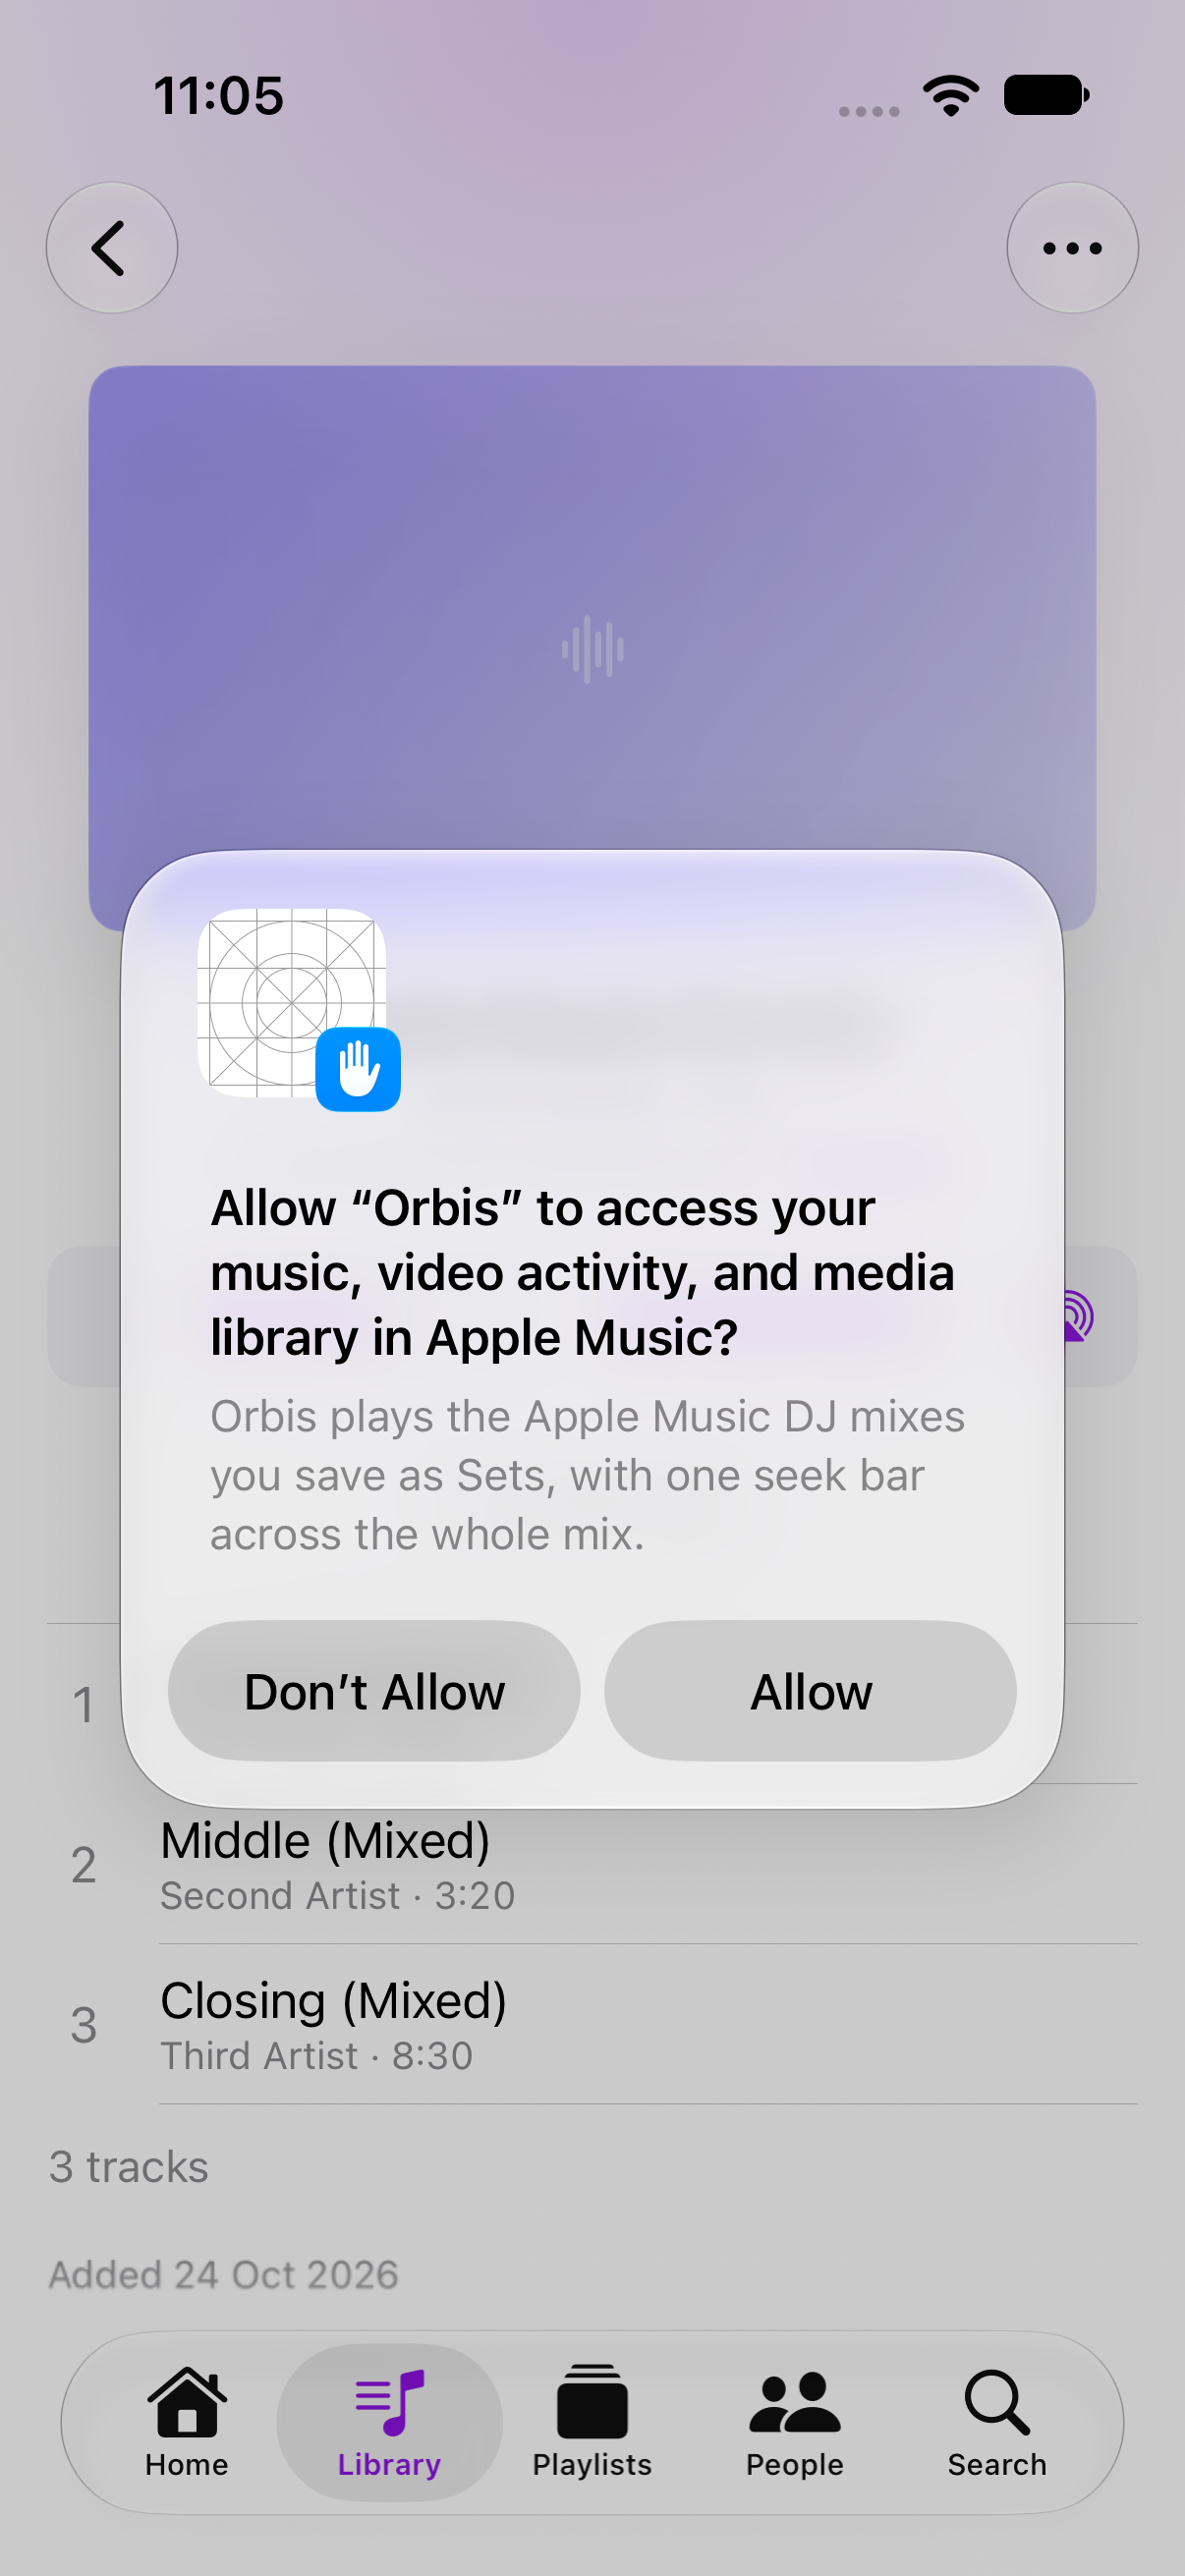 11:05
Allow “Orbis” to access your
music, video activity, and media
library in Apple Music?
Orbis plays the Apple Music DJ mixes
you save as Sets, with one seek bar
across the whole mix.
Don’t Allow
Allow
1
2
Middle (Mixed)
Second Artist · 3:20
3
Closing (Mixed)
Third Artist · 8:30
3 tracks
Added 24 Oct 2026
Home
Library
Playlists
People
Search